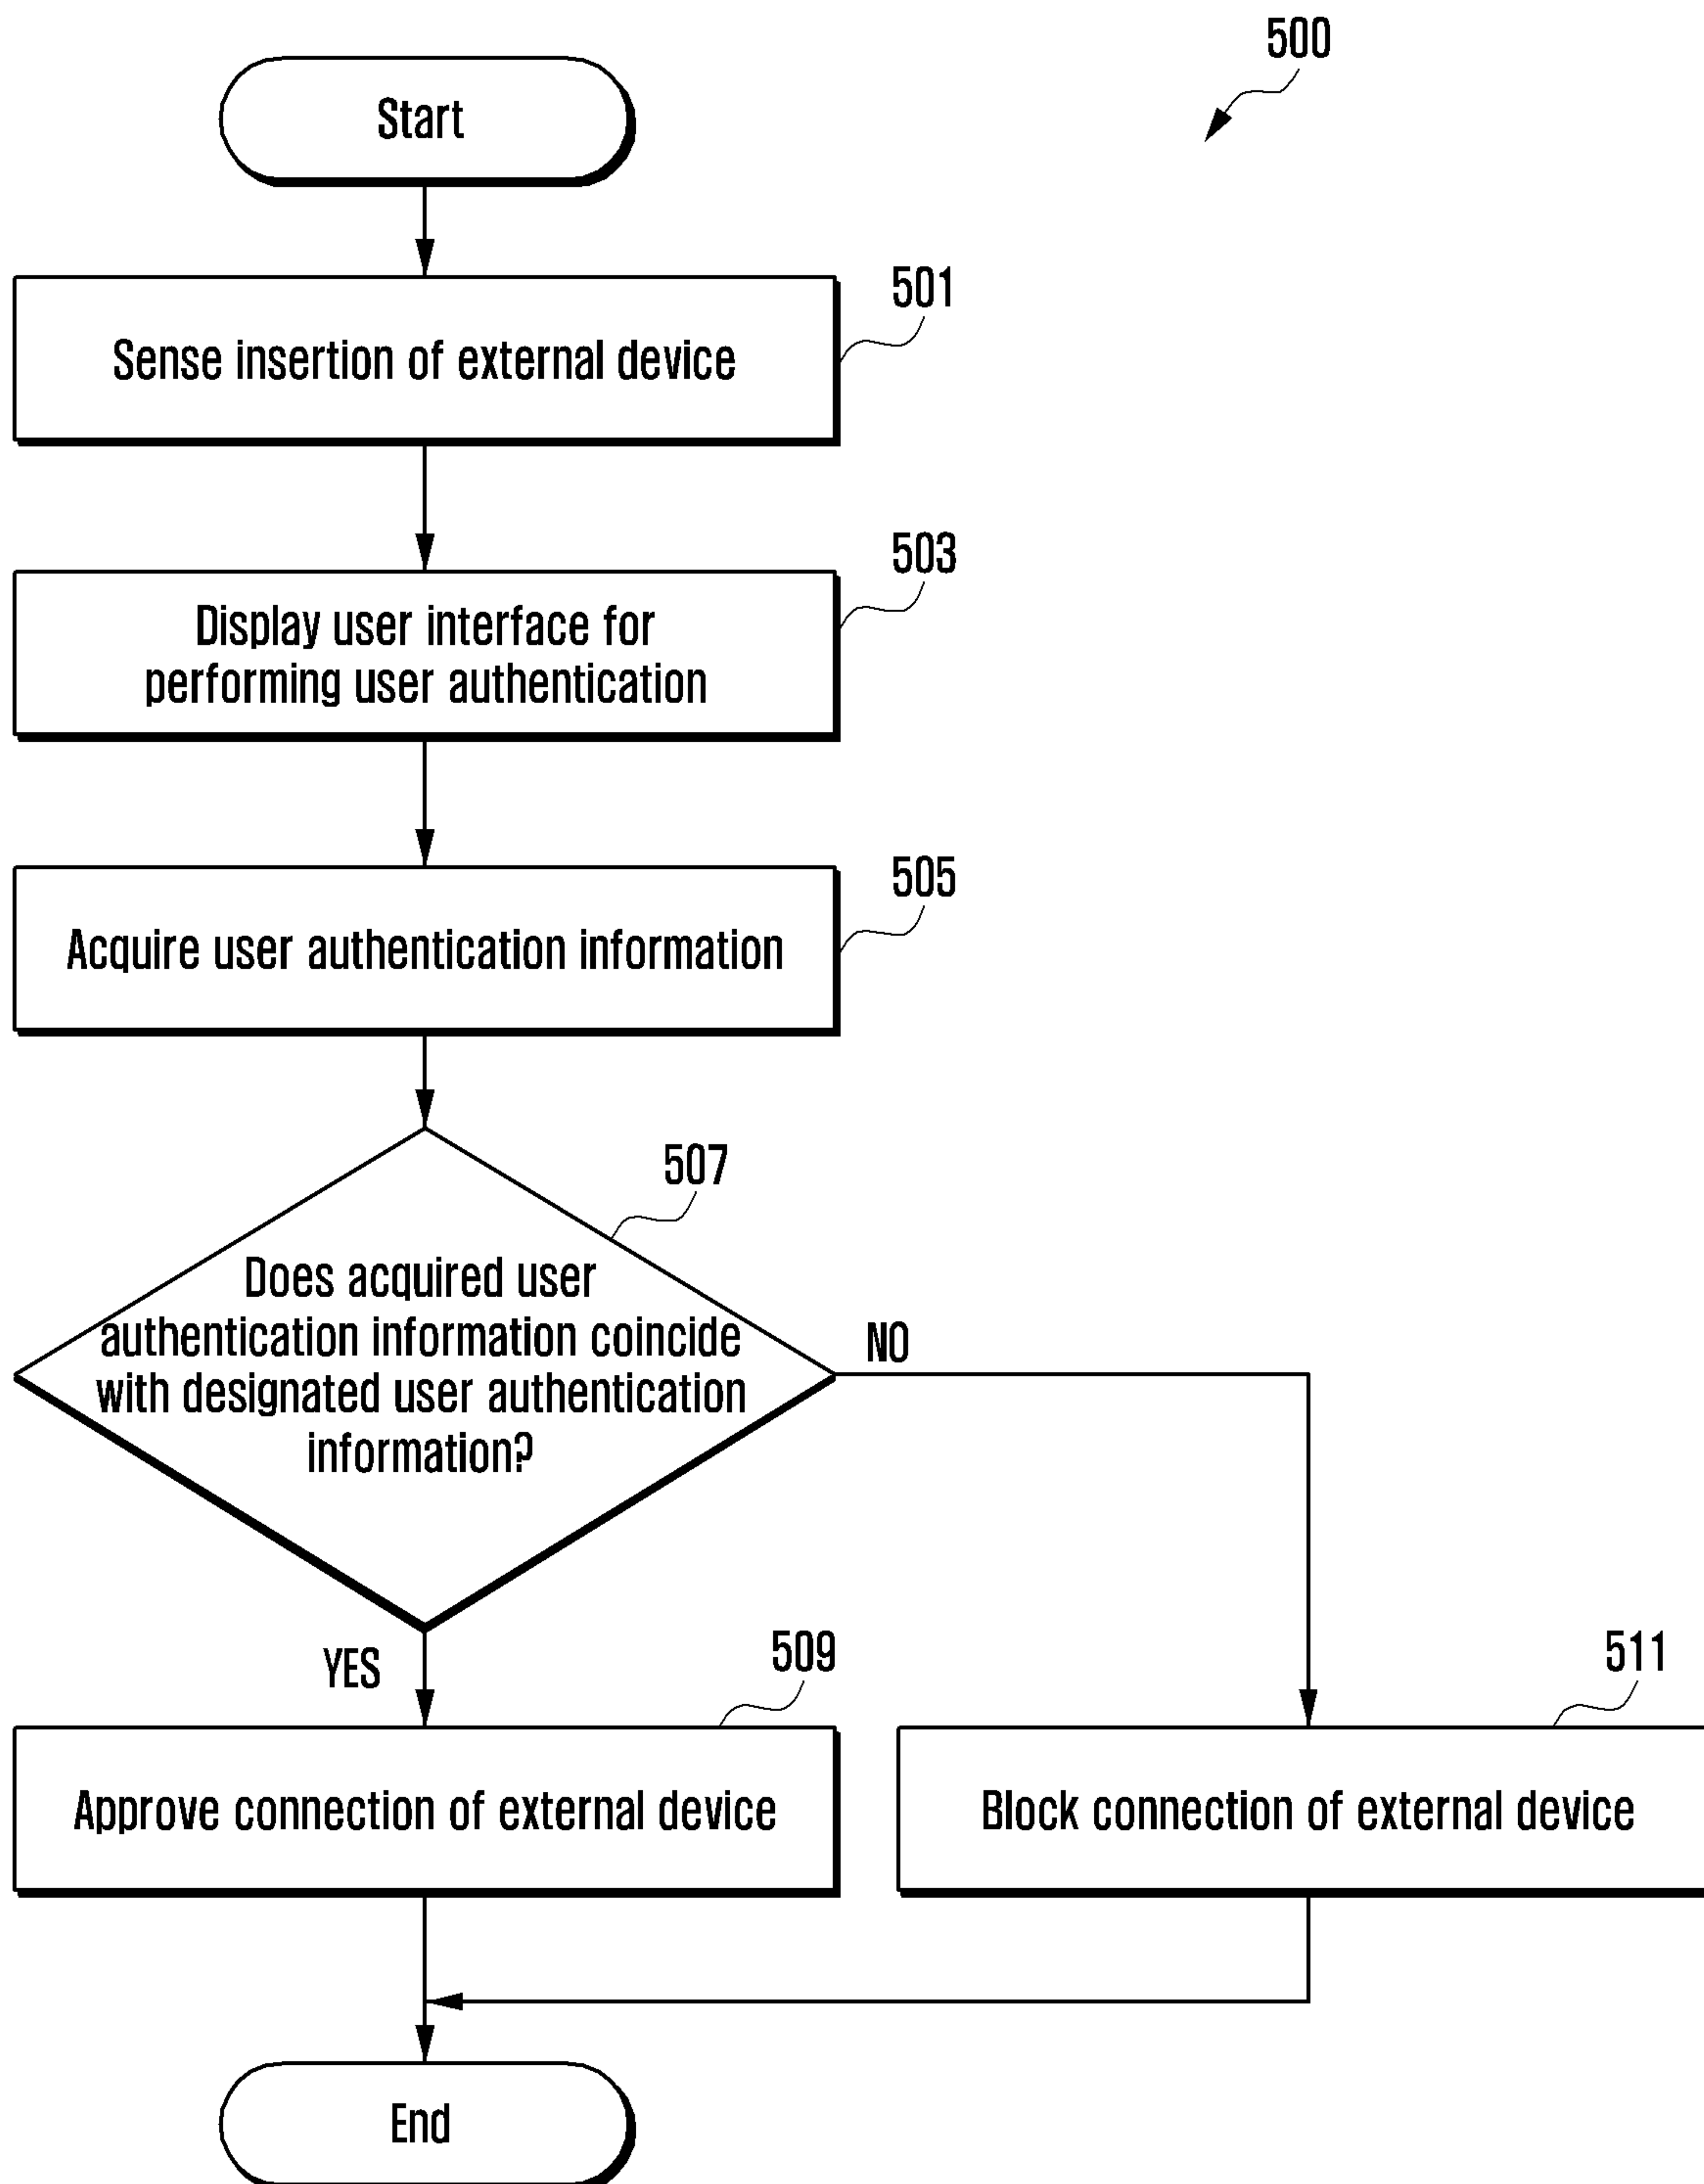 500
Start
501
Sense insertion of external device
503
Display user interface for
performing user authentication
505
Acquire user authentication information
507
Does acquired user
authentication information coincide
with designated user authentication
information?
NO
YES
509
511
Approve connection of external device
Block connection of external device
End